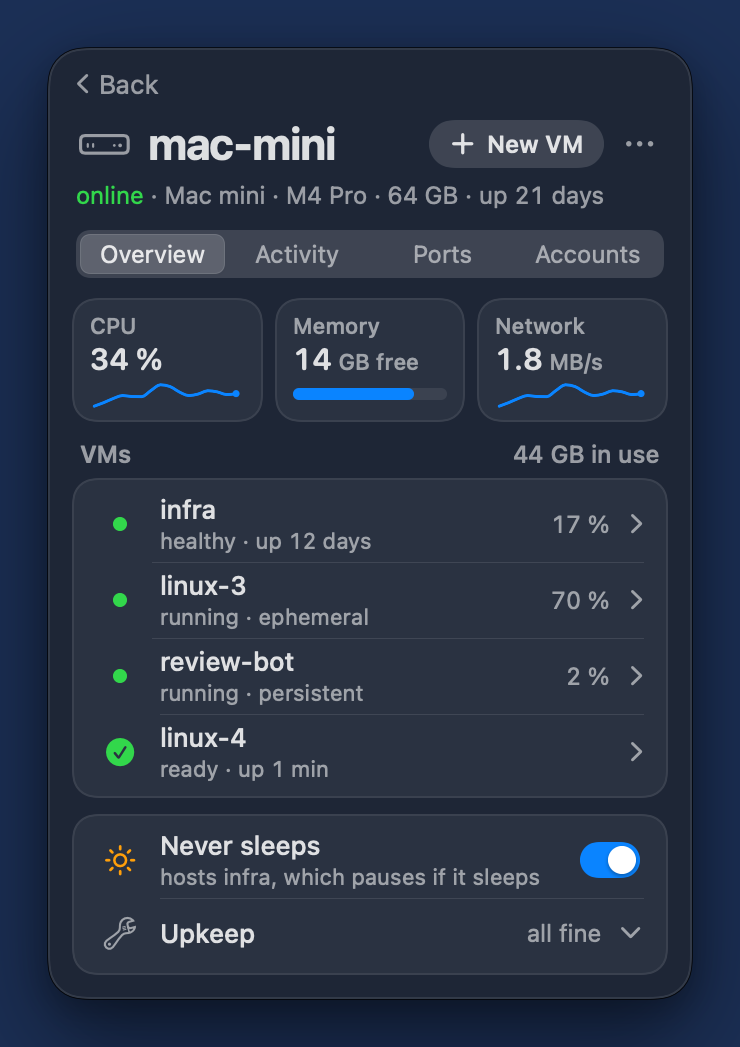 Back
mac-mini
New VM
online · Mac mini · M4 Pro · 64 GB · up 21 days
Overview Activity Ports Accounts
CPU
34 %
Memory
14 GB free
Network
1.8 MB/s
VMs 44 GB in use
infra
healthy · up 12 days
17 %
linux-3
running · ephemeral
70 %
review-bot
running · persistent
2 %
linux-4
ready · up 1 min
Never sleeps
hosts infra, which pauses if it sleeps
Upkeep all fine